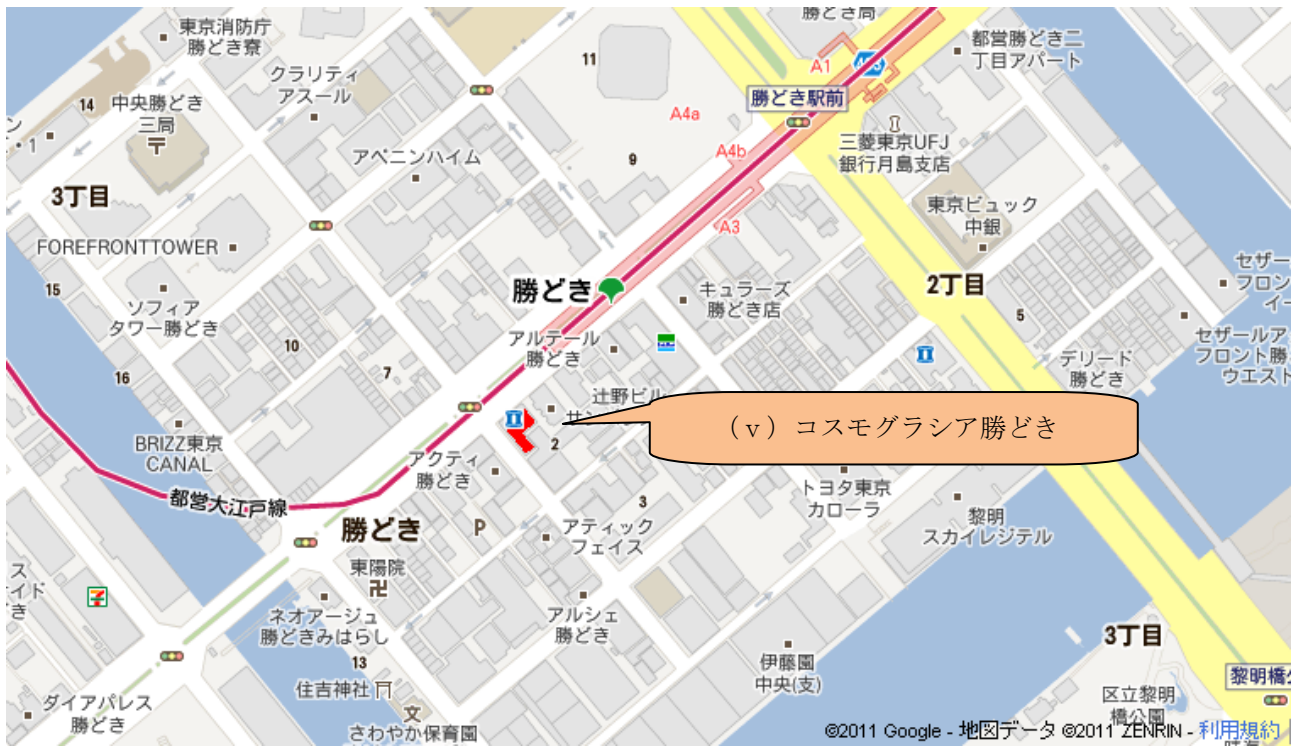 勝どき局
東京消防庁
勝どき寮
都営勝どき二
丁目アパート
11
A1
クラリティ
アスール
14
中央勝どき
三局
勝どき駅前
A4a
三菱東京UFJ
銀行月島支店
アペニンハイム
9
A4b
3丁目
東京ビュック
中銀
A3
FOREFRONTTOWER
セザー
フロン
イー
15
勝どき
キュラーズ
勝どき店
2丁目
ソフィア
タワー勝どき
5
アルテール
勝どき
10
セザールア
フロント勝
ウエスト
デリード
勝どき
7
16
辻野ビル
(v) コスモグラシア勝どき
BRIZZ東京
CANAL
2
アクティ
勝どき
トヨタ東京
カローラ
都営大江戸線
3
黎明
スカイレジテル
勝どき
P
アティック
フェイス
東陽院
ス
イド
き
7
ネオアージュ
勝どきみはらし
アルシェ
勝どき
3丁目
13
伊藤園
中央(支)
黎明橋公
住吉神社
区立黎明
橋公園
ダイアパレス
勝どき
文
さわやか保育園
©2011 Google - 地図データ ©2011 ZENRIN - 利用規約